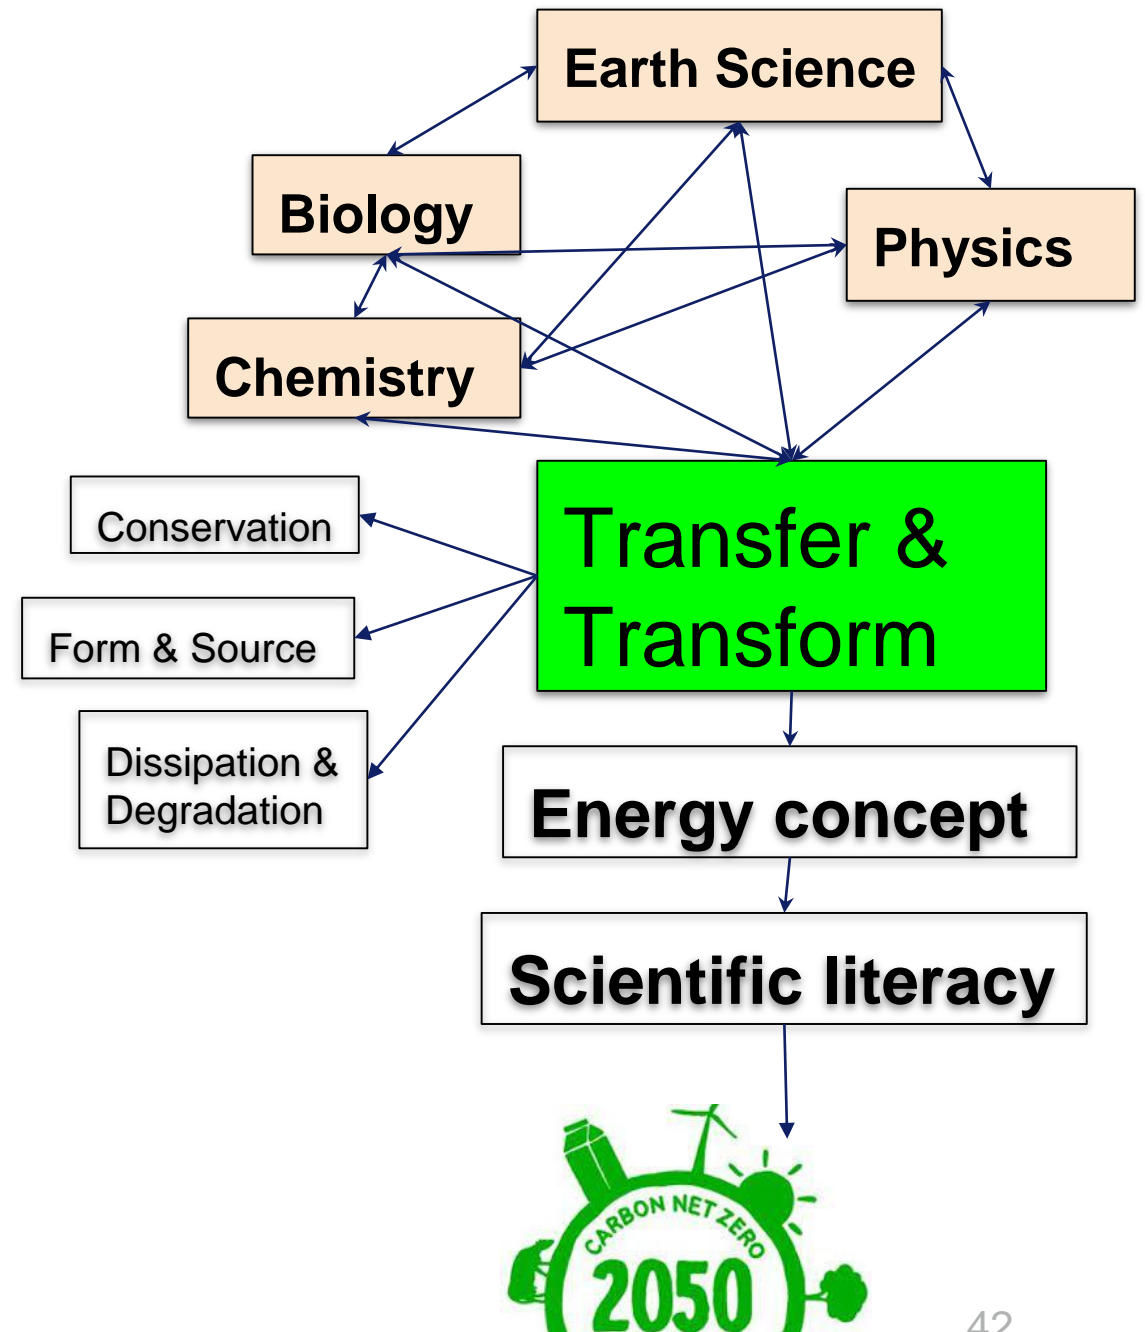 Earth Science
Biology
Physics
Chemistry
Transfer &
Transform
Conservation
Form & Source
Dissipation &
Degradation
Energy concept
Scientific literacy
CARBON NET ZERO
2050
42